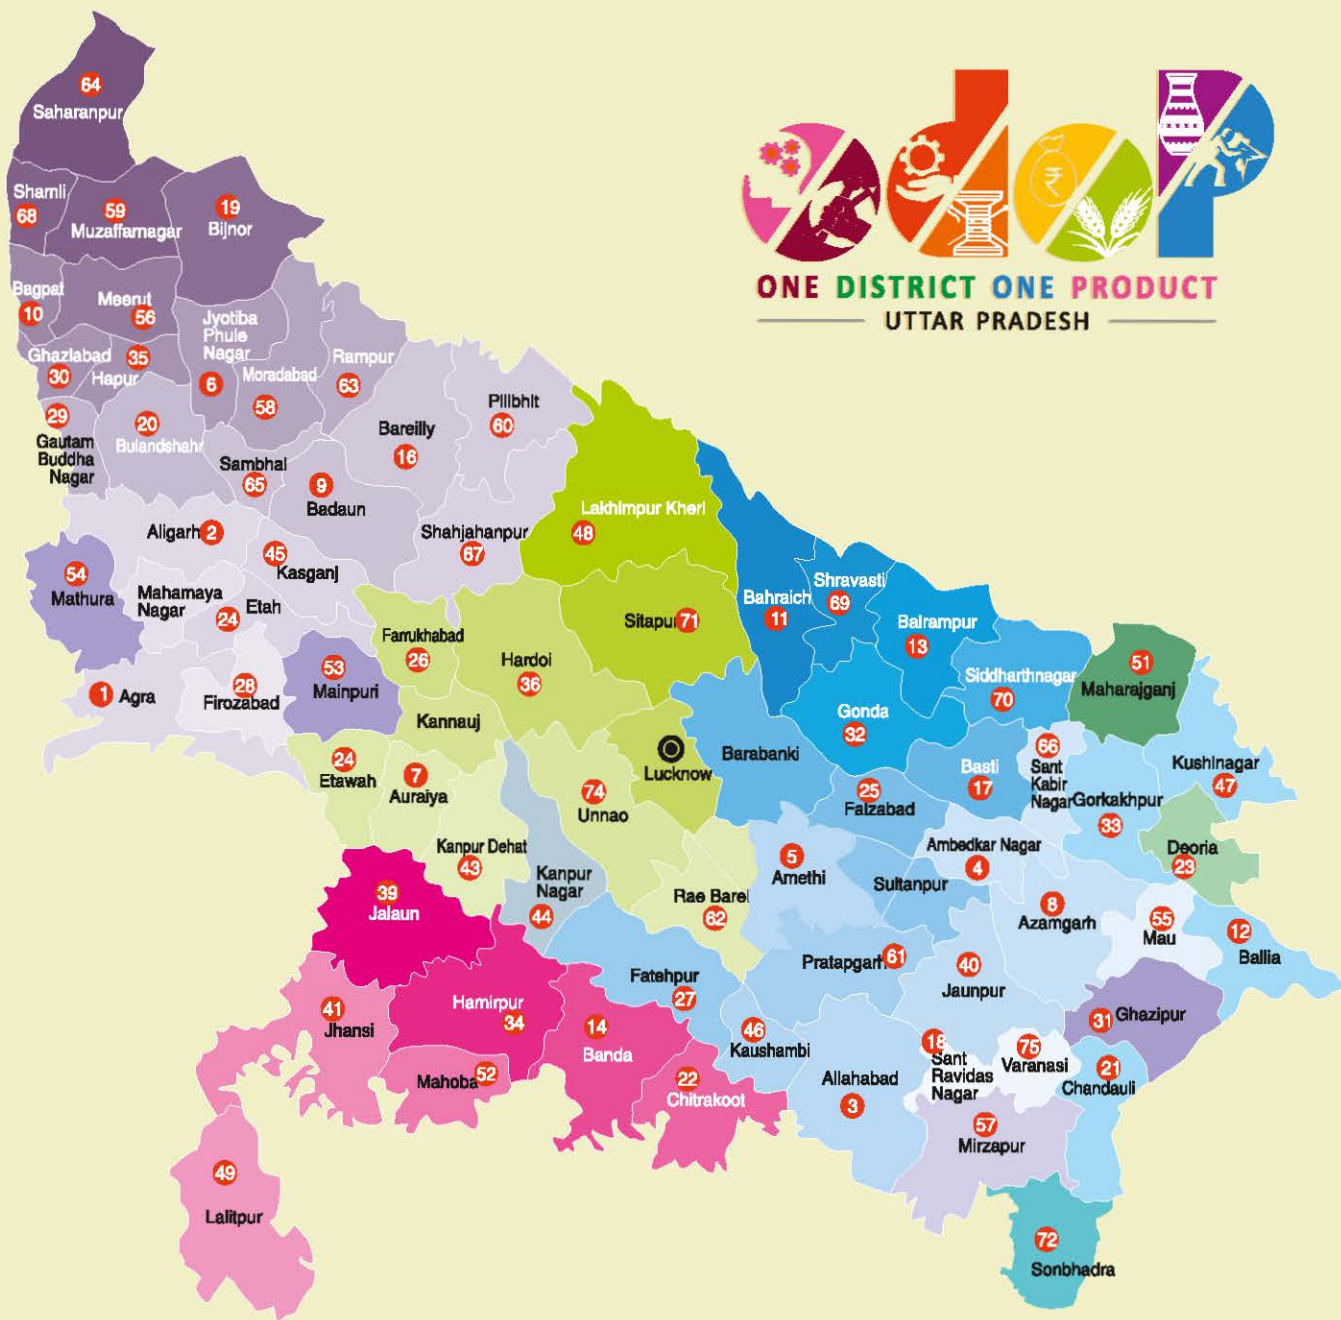 ONE DISTRICT ONE PRODUCT
UTTAR PRADESH
64
Saharanpur
Shamli
68
59
Muzaffarnagar
19
Bijnor
Bagpat
10
Meerut
56
Jyotiba
Phule
Nagar
6
Ghaziabad
30
35
Hapur
Moradabad
58
Rampur
63
29
Gautam
Buddha
Nagar
20
Bulandshahr
Sambhal
65
9
Badaun
Bareilly
16
Pilibhit
60
Shahjahanpur
67
Aligarh 2
45
Kasganj
54
Mathura
Mahamaya
Nagar
Etah
24
1 Agra
28
Firozabad
53
Mainpuri
Farrukhabad
26
Hardoi
36
Kannauj
Lakhimpur Kheri
48
Sitapur 71
Bahraich
11
Shravasti
69
Balrampur
13
Siddharthnagar
70
51
Maharajganj
Gonda
32
Lucknow
Barabanki
25
Faizabad
Basti
17
66
Sant
Kabir
Nagar
Gorkakhpur
33
Kushinagar
47
Deoria
23
24
Etawah
7
Auraiya
74
Unnao
Kanpur Dehat
43
Kanpur
Nagar
44
Rae Barel
62
5
Amethi
Sultanpur
Ambedkar Nagar
4
8
Azamgarh
55
Mau
12
Ballia
39
Jalaun
Hamirpur
34
Fatehpur
27
Pratapgarh 61
40
Jaunpur
31 Ghazipur
41
Jhansi
Mahoba 52
14
Banda
22
Chitrakoot
46
Kaushambi
Allahabad
3
18
Sant
Ravidas
Nagar
75
Varanasi
21
Chandauli
57
Mirzapur
49
Lalitpur
72
Sonbhadra